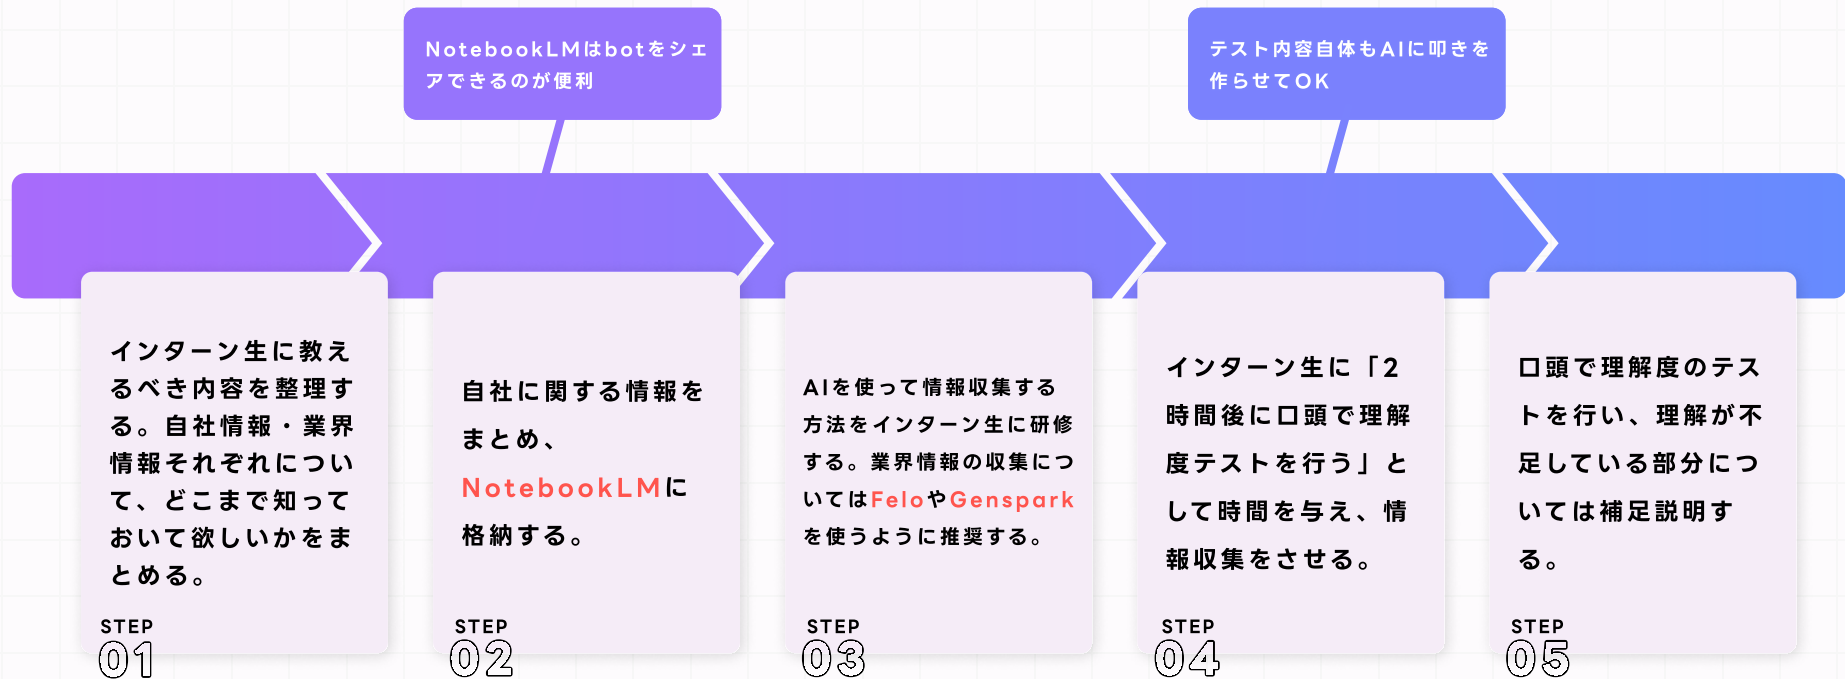 NotebookLMはbotをシェ
アできるのが便利
テスト内容自体もAIに叩きを
作らせてOK
インターン生に教え
るべき内容を整理す
る。自社情報・業界
情報それぞれについ
て、どこまで知って
おいて欲しいかをま
とめる。
STEP
01
自社に関する情報を
まとめ、
NotebookLMに
格納する。
STEP
02
AIを使って情報収集する
方法をインターン生に研修
する。業界情報の収集につ
いてはFeloやGenspark
を使うように推奨する。
STEP
03
インターン生に「2
時間後に口頭で理解
度テストを行う」と
して時間を与え、情
報収集をさせる。
STEP
04
口頭で理解度のテス
トを行い、理解が不
足している部分につ
いては補足説明す
る。
STEP
05